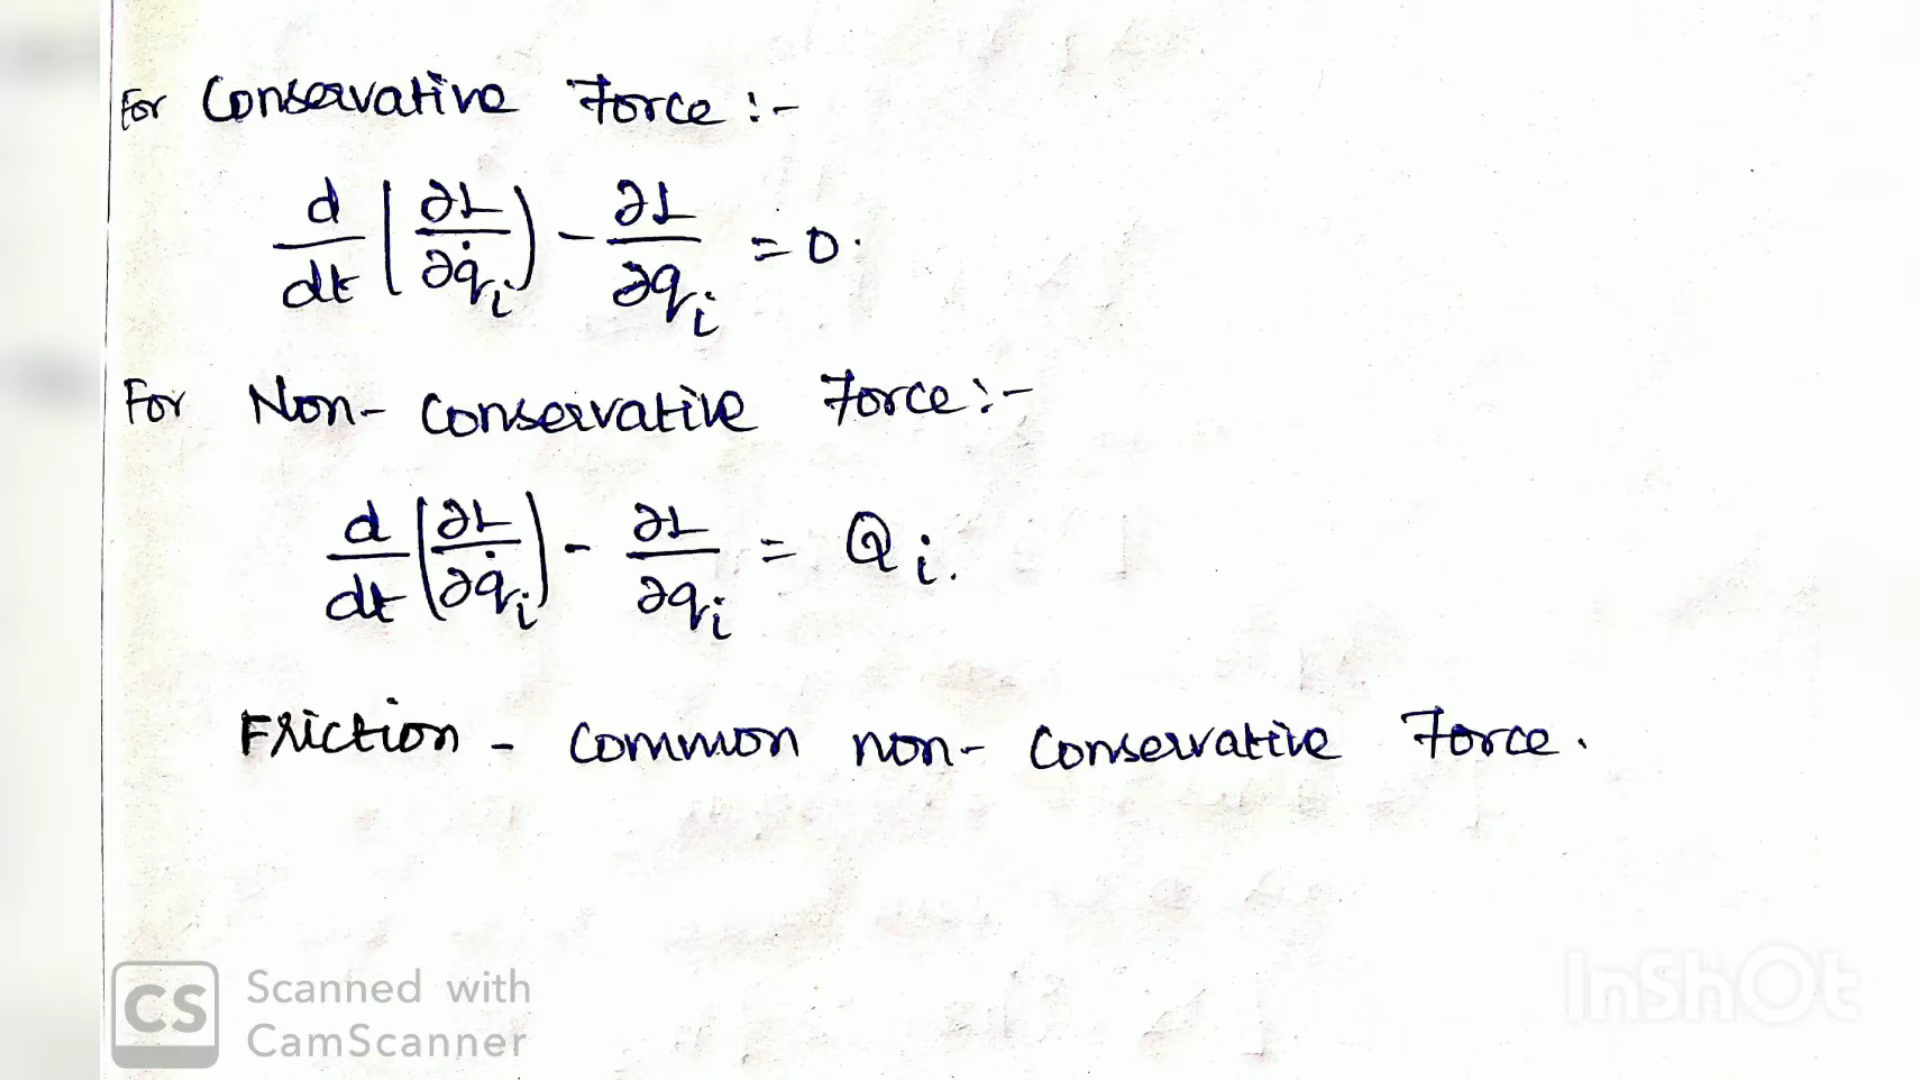 For Conservative Force :-
d/dt (∂L/∂q̇i) - ∂L/∂qi = 0.
For Non- conservative Force:-
d/dt (∂L/∂q̇i) - ∂L/∂qi = Qi.
Friction - common non- conservative Force.
CS Scanned with
CamScanner
InShOt